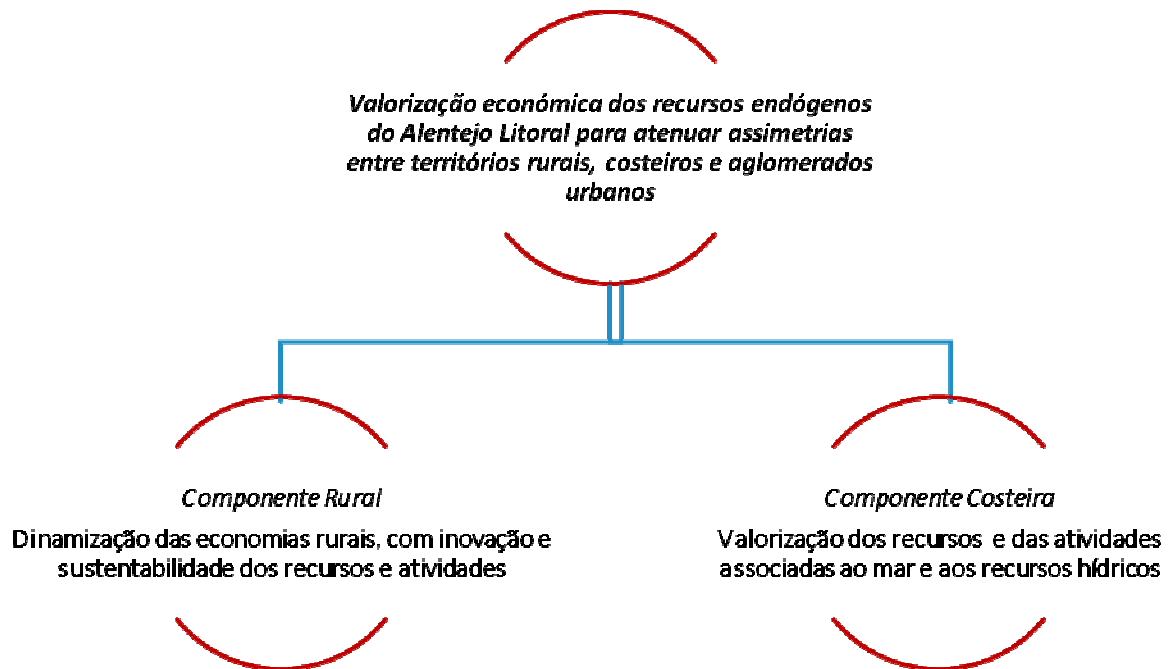 Valorização económica dos recursos endógenos
do Alentejo Litoral para atenuar assimetrias
entre territórios rurais, costeiros e aglomerados
urbanos
Componente Rural
Dinamização das economias rurais, com inovação e
sustentabilidade dos recursos e atividades
Componente Costeira
Valorização dos recursos e das atividades
associadas ao mar e aos recursos hídricos